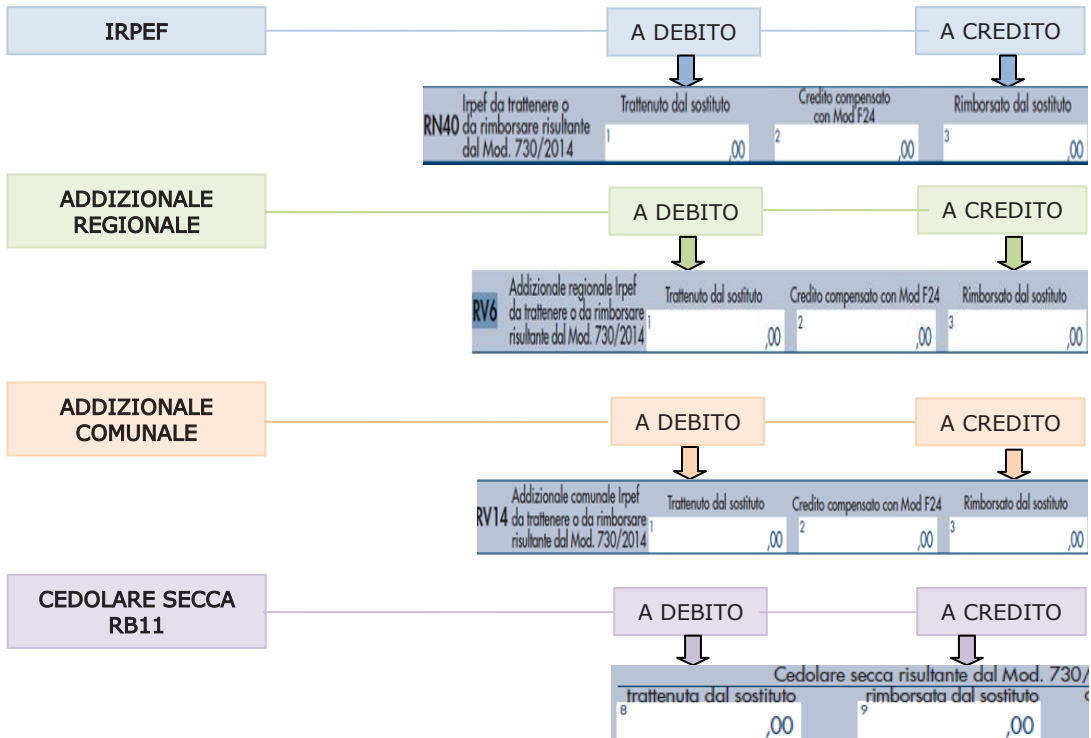 IRPEF
A DEBITO
A CREDITO
RN40
Irpef da trattenere o
da rimborsare risultante
dal Mod. 730/2014
Trattenuto dal sostituto
1 ,00
Credito compensato
con Mod F24
2 ,00
Rimborsato dal sostituto
3 ,00
ADDIZIONALE
REGIONALE
A DEBITO
A CREDITO
RV6
Addizionale regionale Irpef
da trattenere o da rimborsare
risultante dal Mod. 730/2014
Trattenuto dal sostituto
1 ,00
Credito compensato con Mod F24
2 ,00
Rimborsato dal sostituto
3 ,00
ADDIZIONALE
COMUNALE
A DEBITO
A CREDITO
RV14
Addizionale comunale Irpef
da trattenere o da rimborsare
risultante dal Mod. 730/2014
Trattenuto dal sostituto
1 ,00
Credito compensato con Mod F24
2 ,00
Rimborsato dal sostituto
3 ,00
CEDOLARE SECCA
RB11
A DEBITO
A CREDITO
Cedolare secca risultante dal Mod. 730/
trattenuta dal sostituto
rimborsata dal sostituto
8 ,00
9 ,00